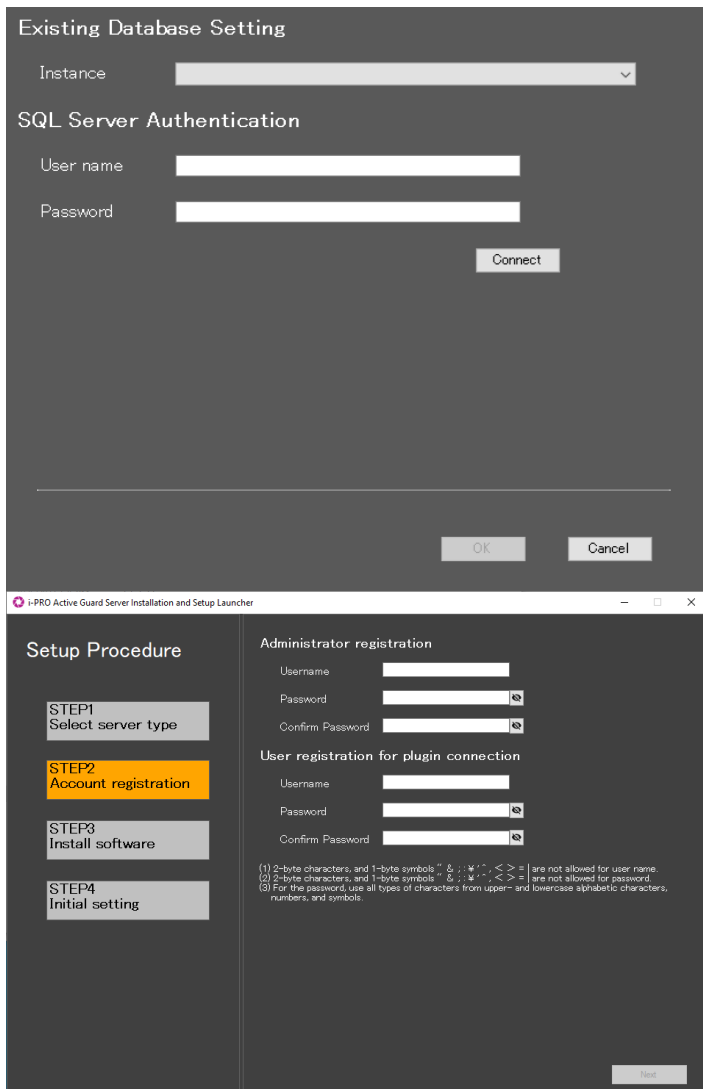 Existing Database Setting
Instance
SQL Server Authentication
User name
Password
Connect
OK
Cancel
i-PRO Active Guard Server Installation and Setup Launcher
Setup Procedure
STEP1
Select server type
STEP2
Account registration
STEP3
Install software
STEP4
Initial setting
Administrator registration
Username
Password
Confirm Password
User registration for plugin connection
Username
Password
Confirm Password
(1) 2-byte characters, and 1-byte symbols " & ; : ¥ ' ^ , < > = | are not allowed for user name.
(2) 2-byte characters, and 1-byte symbols " & ; : ¥ ' ^ , < > = | are not allowed for password.
(3) For the password, use all types of characters from upper- and lowercase alphabetic characters,
numbers, and symbols.
Next